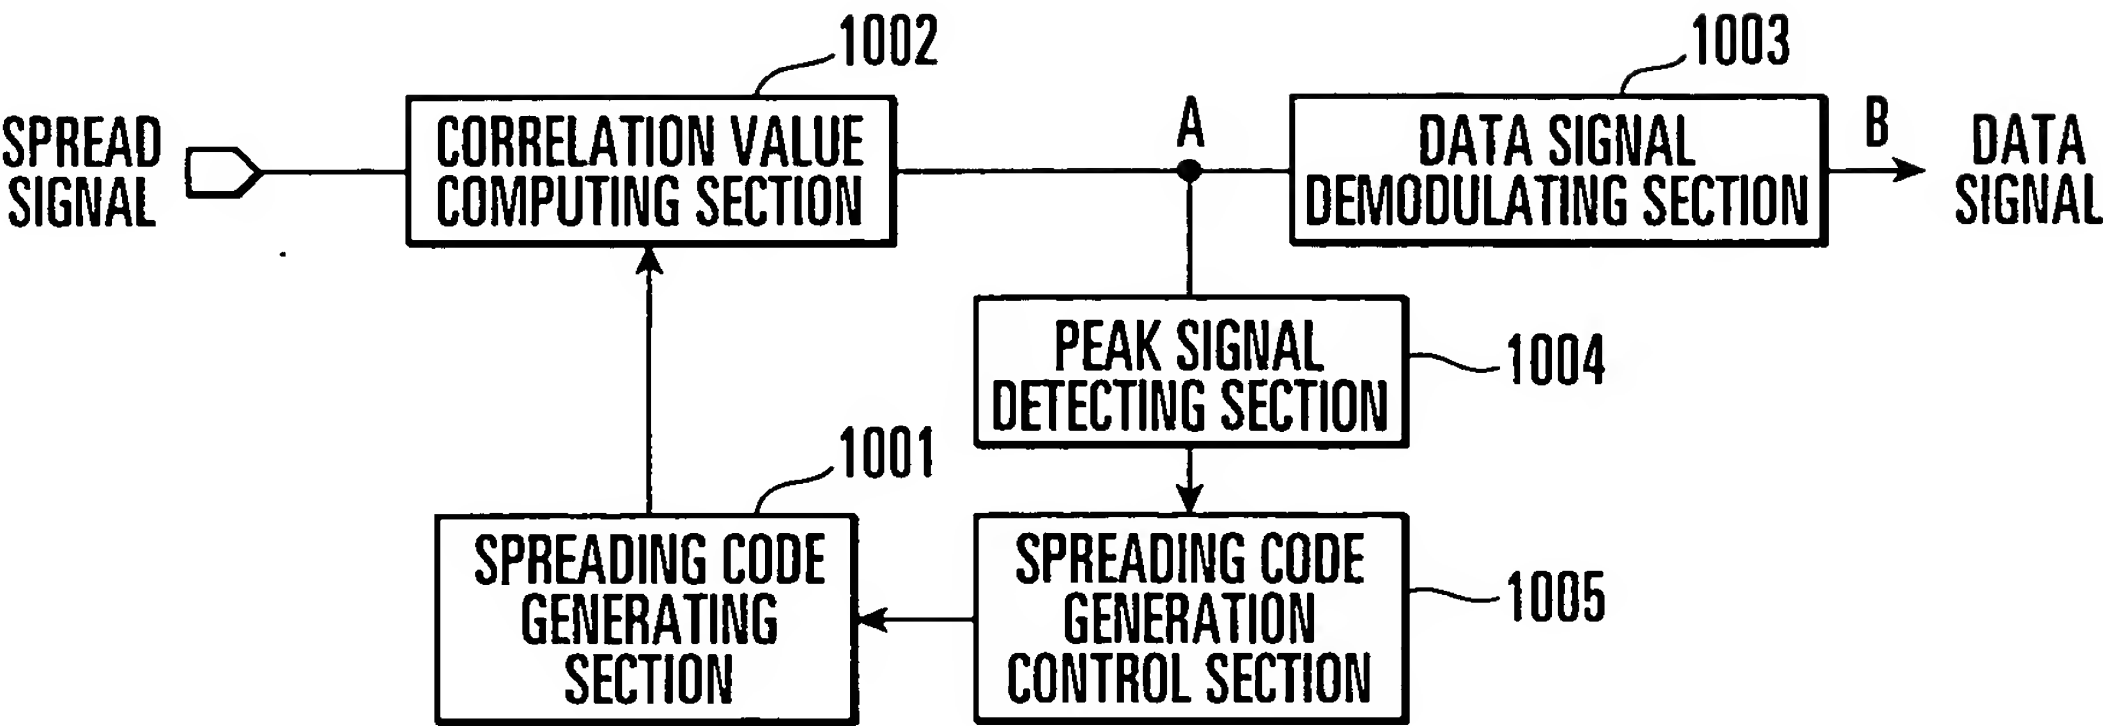 1002
1003
SPREAD
SIGNAL
CORRELATION VALUE
COMPUTING SECTION
A
DATA SIGNAL
DEMODULATING SECTION
B
DATA
SIGNAL
PEAK SIGNAL
DETECTING SECTION
1004
1001
SPREADING CODE
GENERATING
SECTION
SPREADING CODE
GENERATION
CONTROL SECTION
1005